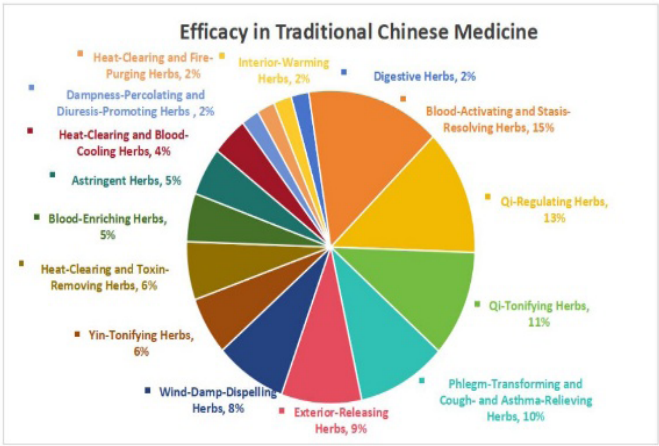 Efficacy in Traditional Chinese Medicine
Heat-Clearing and Fire-
Purging Herbs, 2%
Interior-Warming
Herbs, 2%
Digestive Herbs, 2%
Dampness-Percolating and
Diuresis-Promoting Herbs , 2%
Blood-Activating and Stasis-
Resolving Herbs, 15%
Heat-Clearing and Blood-
Cooling Herbs, 4%
Astringent Herbs, 5%
Qi-Regulating Herbs,
13%
Blood-Enriching Herbs,
5%
Heat-Clearing and Toxin-
Removing Herbs, 6%
Qi-Tonifying Herbs,
11%
Yin-Tonifying Herbs,
6%
Wind-Damp-Dispelling
Herbs, 8%
Exterior-Releasing
Herbs, 9%
Phlegm-Transforming and
Cough- and Asthma-Relieving
Herbs, 10%